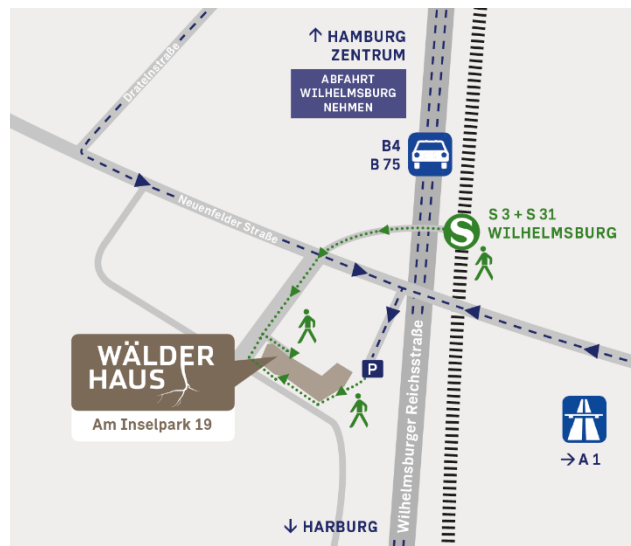 ↑ HAMBURG
ZENTRUM
ABFAHRT
WILHELMSBURG
NEHMEN
Dratelnstraße
B4
B 75
Neuenfelder Straße
S
S 3 + S 31
WILHELMSBURG
WÄLDER
HAUS
Am Inselpark 19
P
Wilhelmsburger Reichsstraße
→ A 1
↓ HARBURG